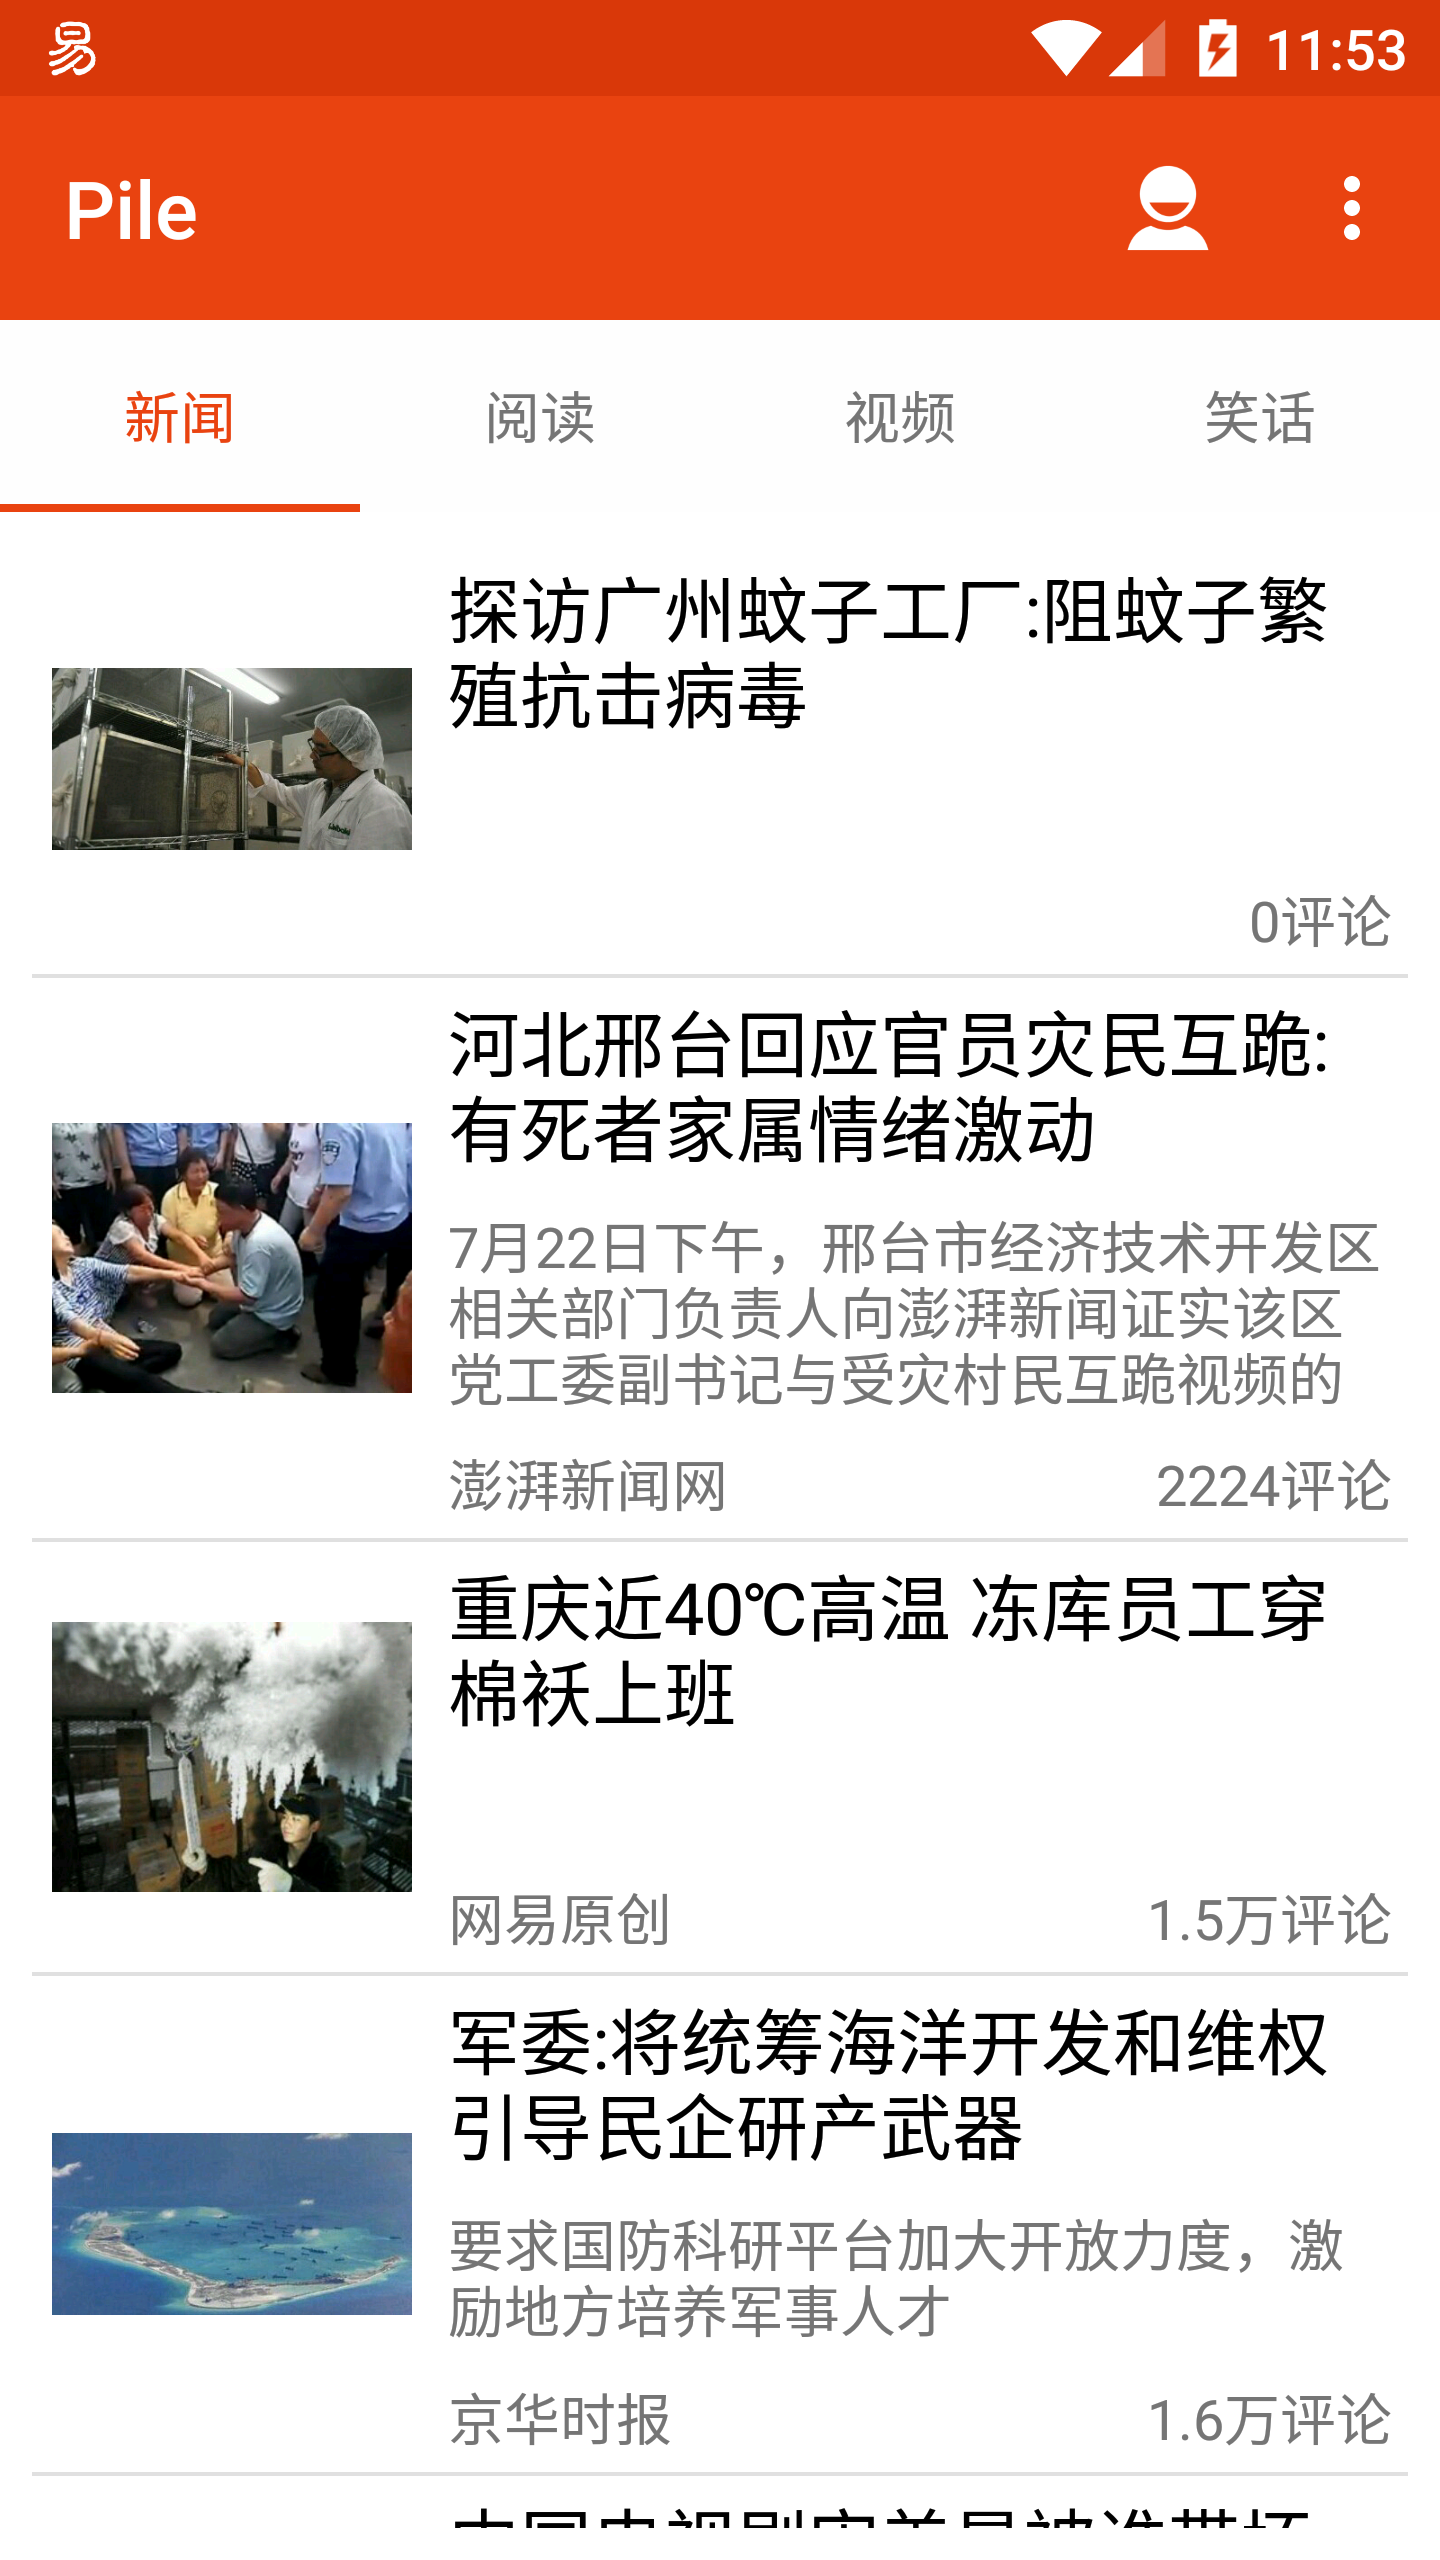 易
11:53
Pile
新闻
阅读
视频
笑话
探访广州蚊子工厂:阻蚊子繁
殖抗击病毒
0评论
河北邢台回应官员灾民互跪:
有死者家属情绪激动
7月22日下午，邢台市经济技术开发区
相关部门负责人向澎湃新闻证实该区
党工委副书记与受灾村民互跪视频的
澎湃新闻网
2224评论
重庆近40℃高温 冻库员工穿
棉袄上班
网易原创
1.5万评论
军委:将统筹海洋开发和维权
引导民企研产武器
要求国防科研平台加大开放力度，激
励地方培养军事人才
京华时报
1.6万评论